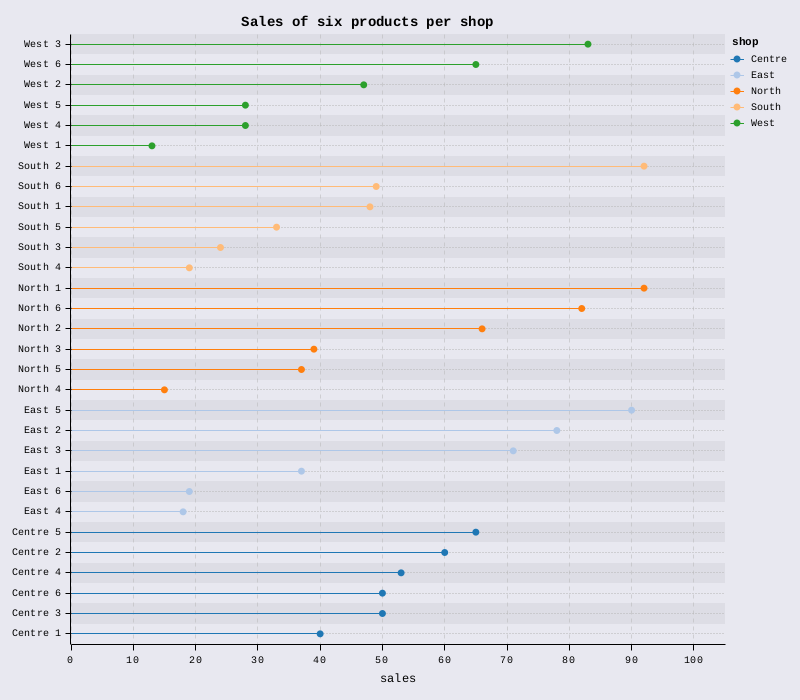 Sales of six products per shop
West 3
West 6
West 2
West 5
West 4
West 1
South 2
South 6
South 1
South 5
South 3
South 4
North 1
North 6
North 2
North 3
North 5
North 4
East 5
East 2
East 3
East 1
East 6
East 4
Centre 5
Centre 2
Centre 4
Centre 6
Centre 3
Centre 1
0 10 20 30 40 50 60 70 80 90 100
sales
shop
Centre
East
North
South
West